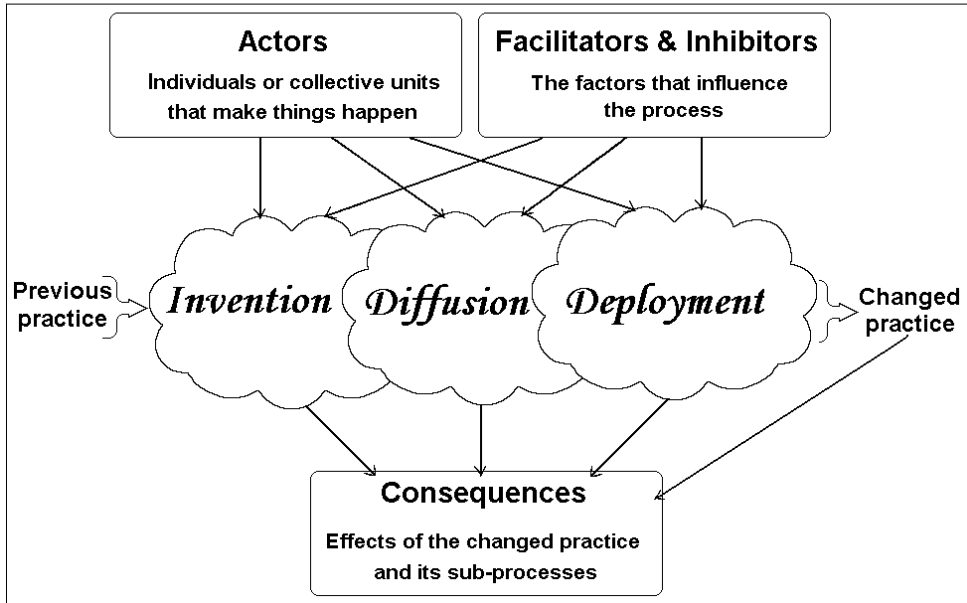 Actors
Individuals or collective units
that make things happen
Facilitators & Inhibitors
The factors that influence
the process
Previous
practice
Invention
Diffusion
Deployment
Changed
practice
Consequences
Effects of the changed practice
and its sub-processes